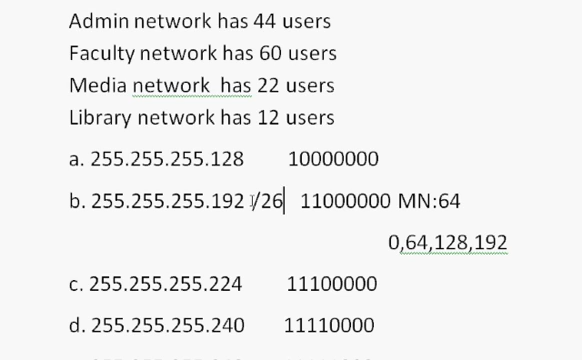 Admin network has 44 users
Faculty network has 60 users
Media network has 22 users
Library network has 12 users
a. 255.255.255.128 10000000
b. 255.255.255.192 /26 11000000 MN:64
0,64,128,192
c. 255.255.255.224 11100000
d. 255.255.255.240 11110000